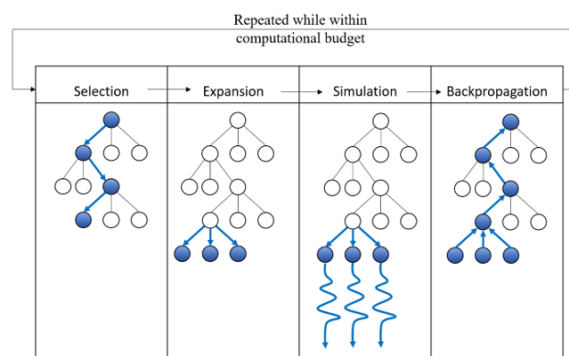 Repeated while within
computational budget
Selection
Expansion
Simulation
Backpropagation